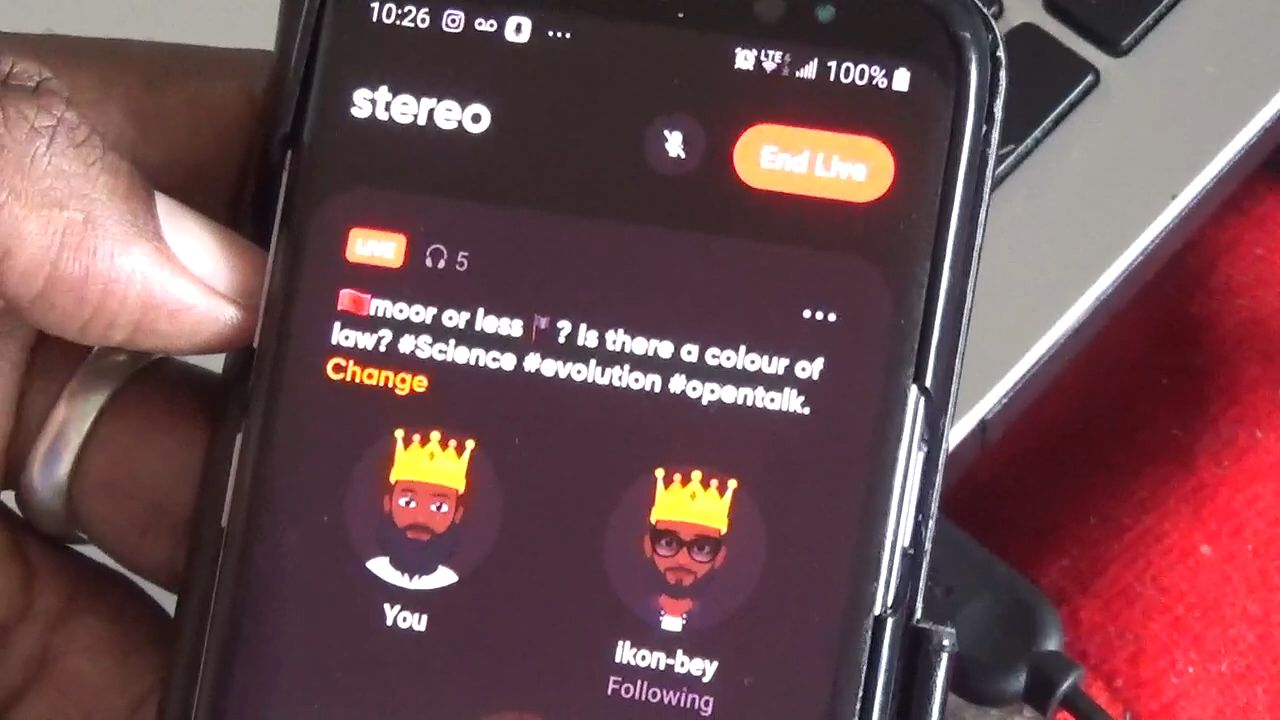 10:26
LTE
100%
stereo
End Live
LIVE
5
moor or less ? Is there a colour of
law? #Science #evolution #opentalk.
Change
You
ikon-bey
Following